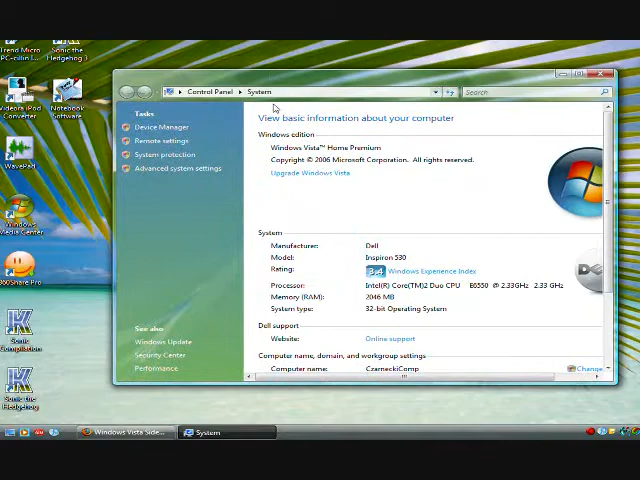 Trend Micro
PC-cillin I...
Sonic the
Hedgehog 3
Videora iPod
Converter
Notebook
Software
WavePad
Windows
Media Center
360Share Pro
Sonic
Compilation
Sonic the
Hedgehog
Control Panel
System
Search
Tasks
Device Manager
Remote settings
System protection
Advanced system settings
See also
Windows Update
Security Center
Performance
View basic information about your computer
Windows edition
Windows Vista™ Home Premium
Copyright © 2006 Microsoft Corporation. All rights reserved.
Upgrade Windows Vista
System
Manufacturer: Dell
Model: Inspiron 530
Rating: 3.4 Windows Experience Index
Processor: Intel(R) Core(TM)2 Duo CPU E6550 @ 2.33GHz 2.33 GHz
Memory (RAM): 2046 MB
System type: 32-bit Operating System
Dell support
Website: Online support
Computer name, domain, and workgroup settings
Computer name: CzarneckiComp
Change
Windows Vista Side...
System